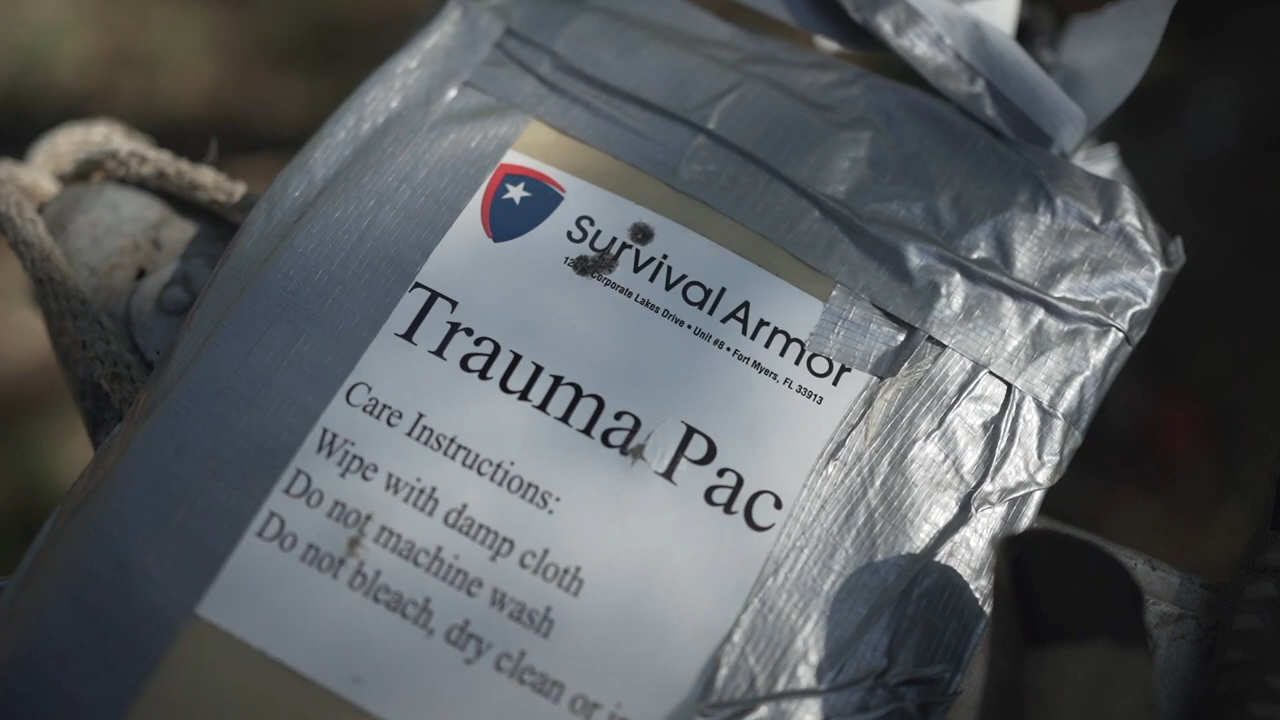 Survival Armor
Corporate Lakes Drive • Unit #8 • Fort Myers, FL 33913
Trauma Pac
Care Instructions:
Wipe with damp cloth
Do not machine wash
Do not bleach, dry clean or